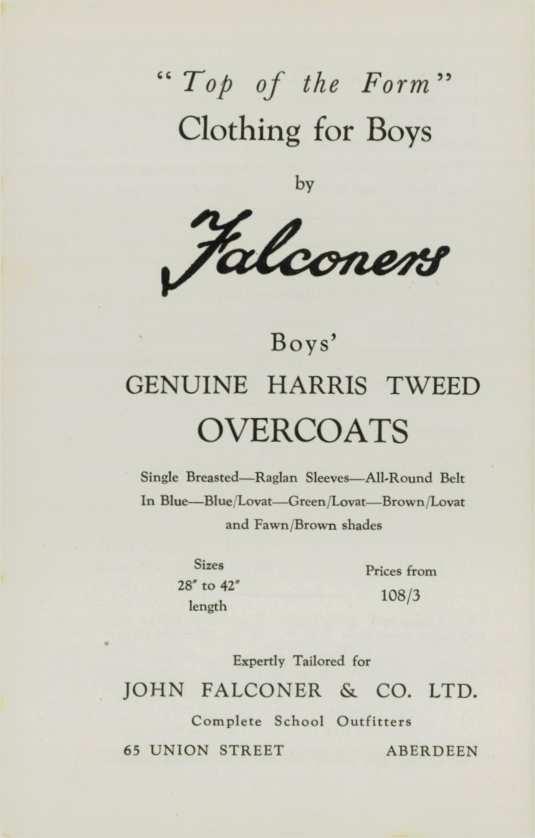 "Top of the Form"
Clothing for Boys
by
Falconers
Boys'
GENUINE HARRIS TWEED
OVERCOATS
Single Breasted—Raglan Sleeves—All-Round Belt
In Blue—Blue/Lovat—Green/Lovat—Brown/Lovat
and Fawn/Brown shades
Sizes
28″ to 42″
length
Prices from
108/3
Expertly Tailored for
JOHN FALCONER & CO. LTD.
Complete School Outfitters
65 UNION STREET ABERDEEN